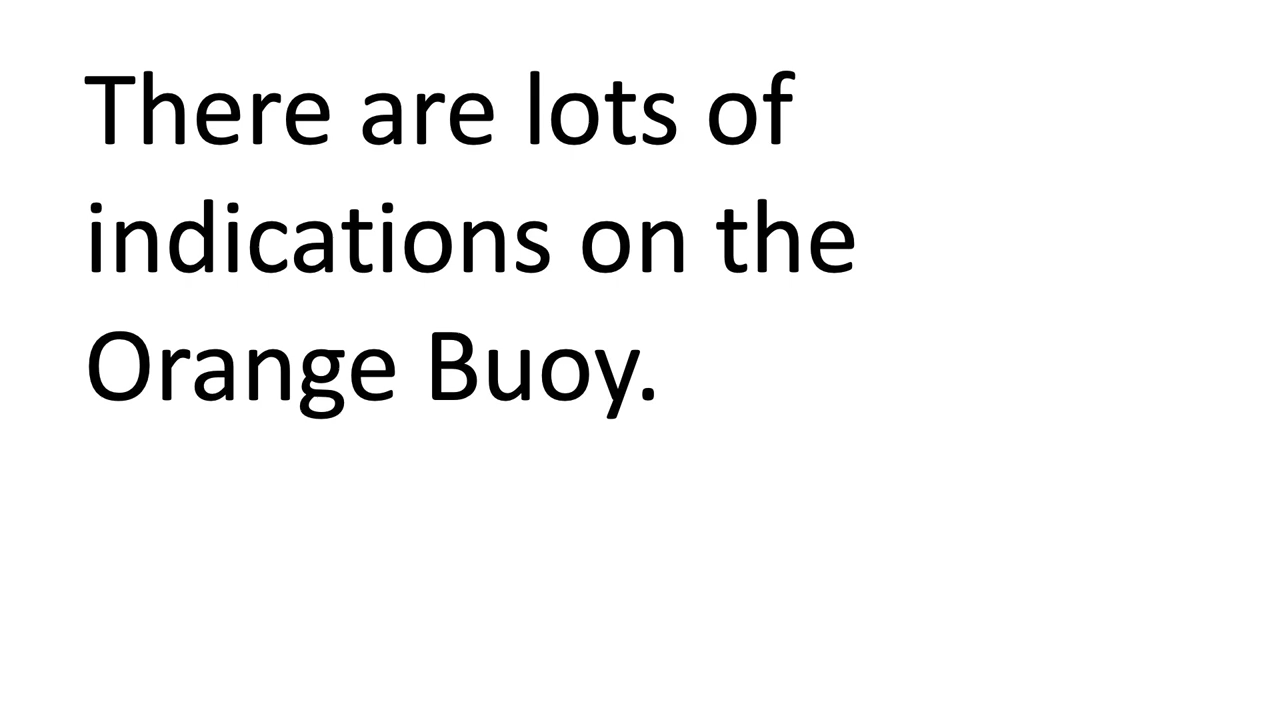 There are lots of
indications on the
Orange Buoy.